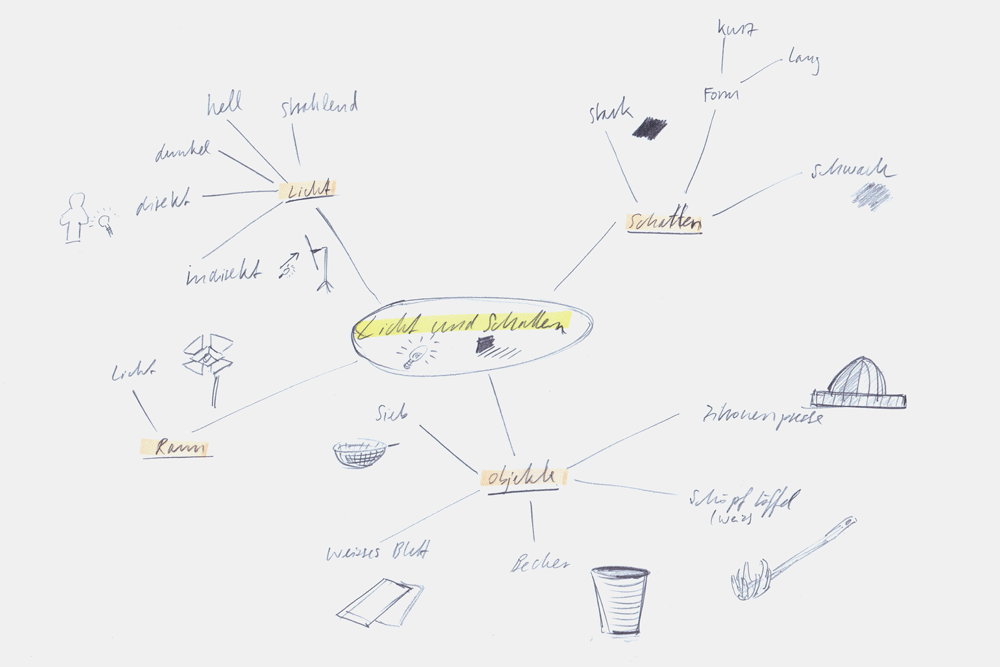 kurz
Lang
Form
hell
strahlend
stark
dunkel
direkt
Licht
schwach
Schatten
indirekt
Licht und Schatten
Licht
Raum
Sieb
Zitronenpresse
Objekte
Schöpflöffel
(weiss
weisses Blatt
Becher